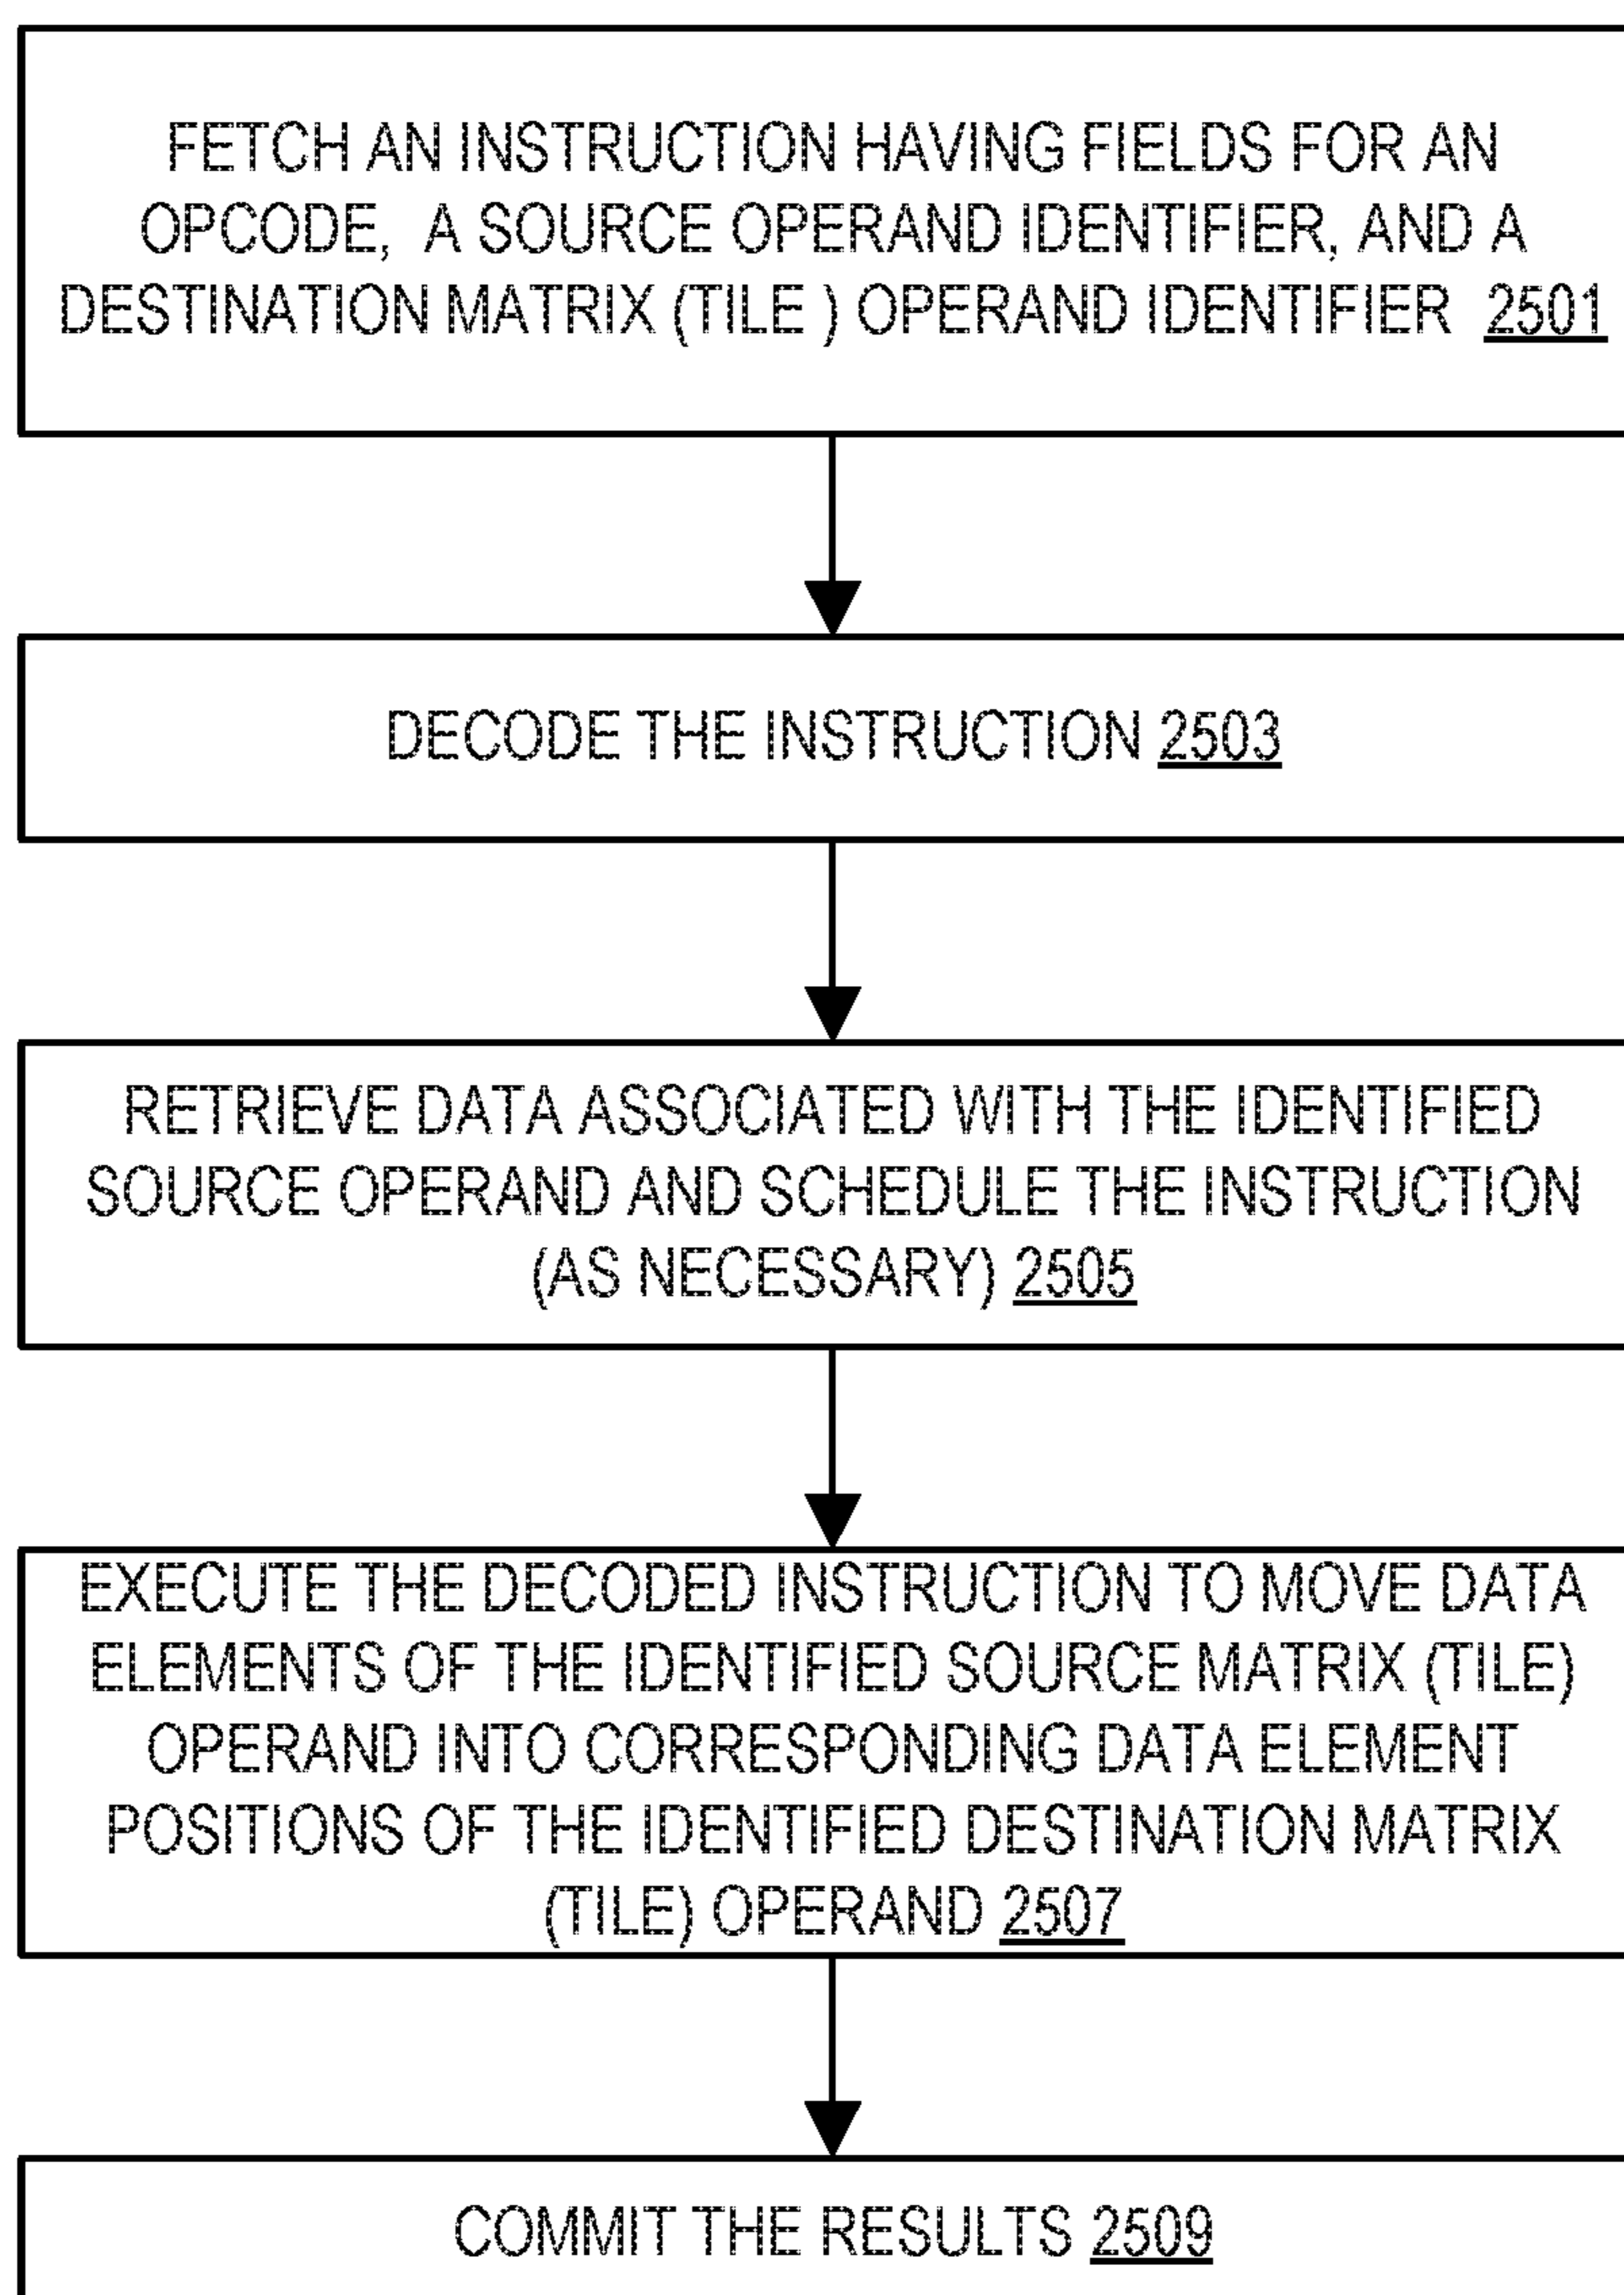 FETCH AN INSTRUCTION HAVING FIELDS FOR AN
OPCODE, A SOURCE OPERAND IDENTIFIER, AND A
DESTINATION MATRIX (TILE ) OPERAND IDENTIFIER 2501
DECODE THE INSTRUCTION 2503
RETRIEVE DATA ASSOCIATED WITH THE IDENTIFIED
SOURCE OPERAND AND SCHEDULE THE INSTRUCTION
(AS NECESSARY) 2505
EXECUTE THE DECODED INSTRUCTION TO MOVE DATA
ELEMENTS OF THE IDENTIFIED SOURCE MATRIX (TILE)
OPERAND INTO CORRESPONDING DATA ELEMENT
POSITIONS OF THE IDENTIFIED DESTINATION MATRIX
(TILE) OPERAND 2507
COMMIT THE RESULTS 2509